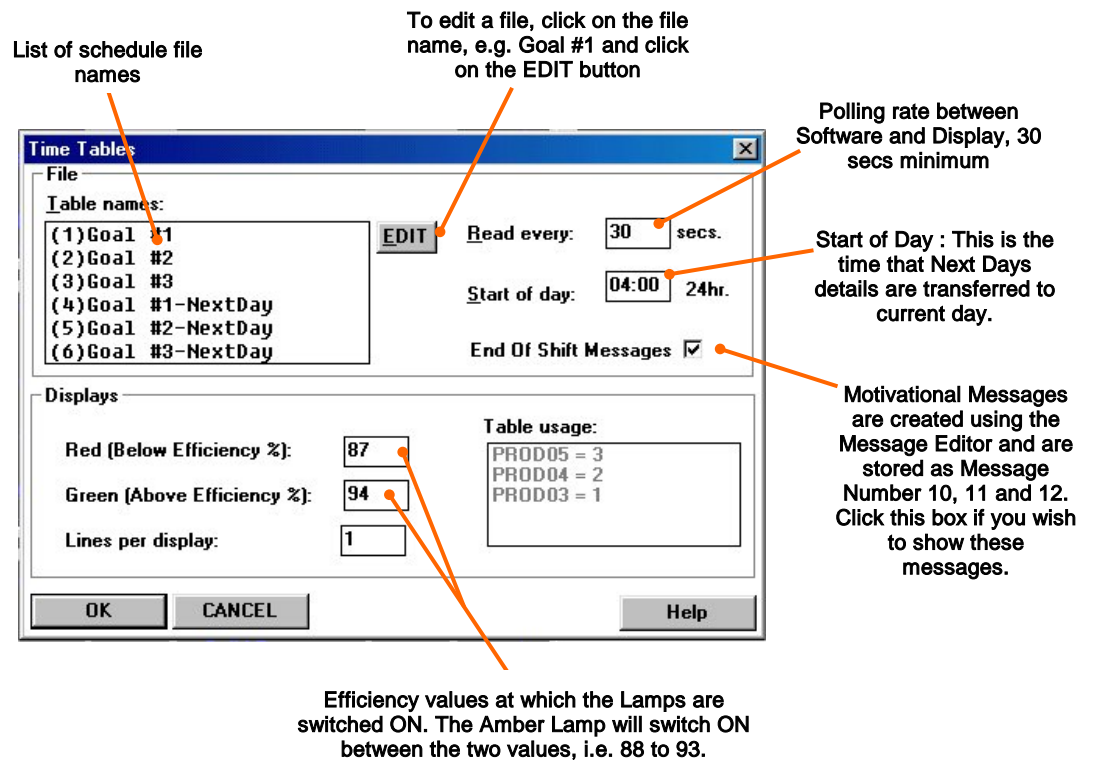 To edit a file, click on the file
name, e.g. Goal #1 and click
on the EDIT button
List of schedule file
names
Polling rate between
Software and Display, 30
secs minimum
Start of Day : This is the
time that Next Days
details are transferred to
current day.
Motivational Messages
are created using the
Message Editor and are
stored as Message
Number 10, 11 and 12.
Click this box if you wish
to show these
messages.
Time Tables
File
Table names:
(1)Goal #1
(2)Goal #2
(3)Goal #3
(4)Goal #1-NextDay
(5)Goal #2-NextDay
(6)Goal #3-NextDay
EDIT
Read every: 30 secs.
Start of day: 04:00 24hr.
End Of Shift Messages
Displays
Red (Below Efficiency %): 87
Green (Above Efficiency %): 94
Lines per display: 1
Table usage:
PROD05 = 3
PROD04 = 2
PROD03 = 1
OK CANCEL Help
Efficiency values at which the Lamps are
switched ON. The Amber Lamp will switch ON
between the two values, i.e. 88 to 93.